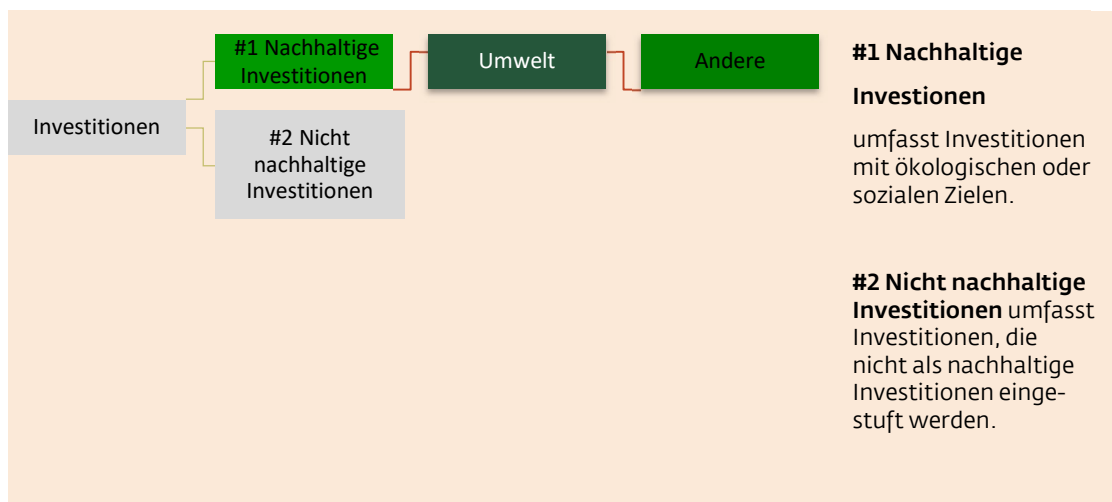 #1 Nachhaltige
Investitionen
Umwelt
Andere
Investitionen
#2 Nicht
nachhaltige
Investitionen
#1 Nachhaltige
Investionen
umfasst Investitionen
mit ökologischen oder
sozialen Zielen.
#2 Nicht nachhaltige
Investitionen umfasst
Investitionen, die
nicht als nachhaltige
Investitionen einge-
stuft werden.